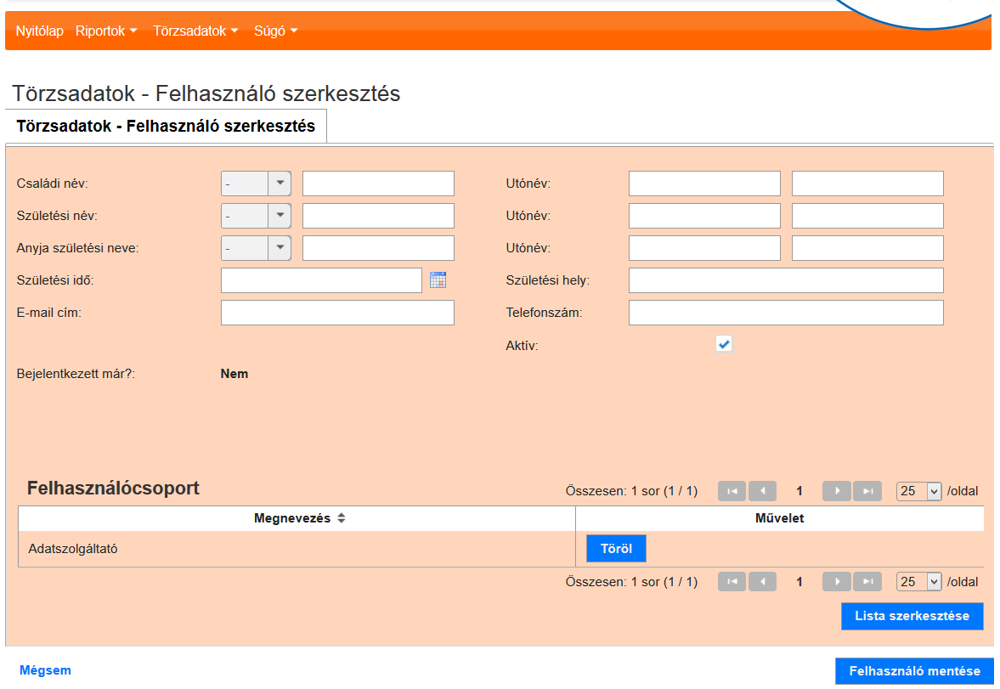 Nyitólap Riportok Törzsadatok Súgó
Törzsadatok - Felhasználó szerkesztés
Törzsadatok - Felhasználó szerkesztés
Családi név: - Utónév:
Születési név: - Utónév:
Anyja születési neve: - Utónév:
Születési idő: Születési hely:
E-mail cím: Telefonszám:
Aktív:
Bejelentkezett már?: Nem
Felhasználócsoport Összesen: 1 sor (1 / 1) 1 25 /oldal
Megnevezés Művelet
Adatszolgáltató Töröl
Összesen: 1 sor (1 / 1) 1 25 /oldal
Lista szerkesztése
Mégsem Felhasználó mentése